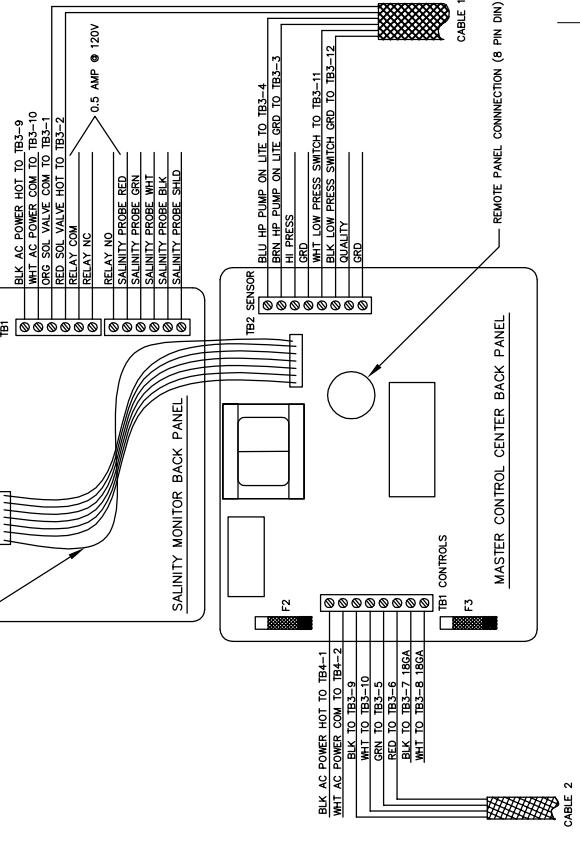 TB1
BLK AC POWER HOT TO TB3-9
WHT AC POWER COM TO TB3-10
ORG SOL VALVE COM TO TB3-1
RED SOL VALVE HOT TO TB3-2
RELAY COM
RELAY NC
RELAY NO
SALINITY PROBE RED
SALINITY PROBE GRN
SALINITY PROBE WHT
SALINITY PROBE BLK
SALINITY PROBE SHLD
0.5 AMP @ 120V
SALINITY MONITOR BACK PANEL
CABLE 1
TB2 SENSOR
BLU HP PUMP ON LITE TO TB3-4
BRN HP PUMP ON LITE GRD TO TB3-3
HI PRESS
GRD
WHT LOW PRESS SWITCH TO TB3-11
BLK LOW PRESS SWITCH GRD TO TB3-12
QUALITY
GRD
REMOTE PANEL CONNNECTION (8 PIN DIN)
MASTER CONTROL CENTER BACK PANEL
F2
TB1 CONTROLS
F3
BLK AC POWER HOT TO TB4-1
WHT AC POWER COM TO TB4-2
BLK TO TB3-9
WHT TO TB3-10
GRN TO TB3-5
RED TO TB3-6
BLK TO TB3-7 18GA
WHT TO TB3-8 18GA
CABLE 2